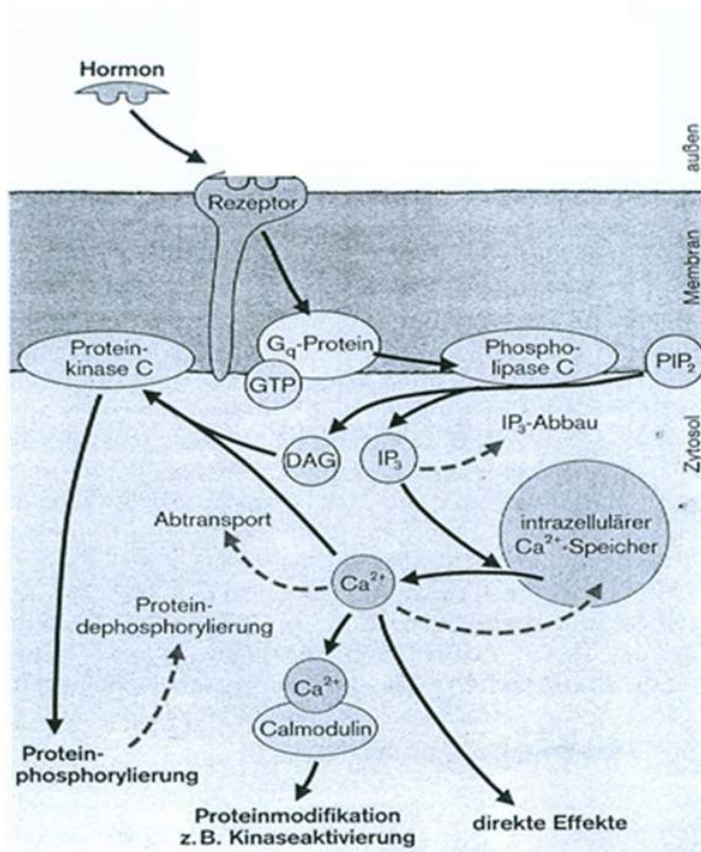 Hormon
außen
Rezeptor
Membran
Protein-
kinase C
Gq-Protein
GTP
Phospho-
lipase C
PIP2
Zytosol
DAG
IP3
IP3-Abbau
Abtransport
intrazellulärer
Ca2+-Speicher
Ca2+
Protein-
dephosphorylierung
Ca2+
Calmodulin
Protein-
phosphorylierung
Proteinmodifikation
z.B. Kinaseaktivierung
direkte Effekte